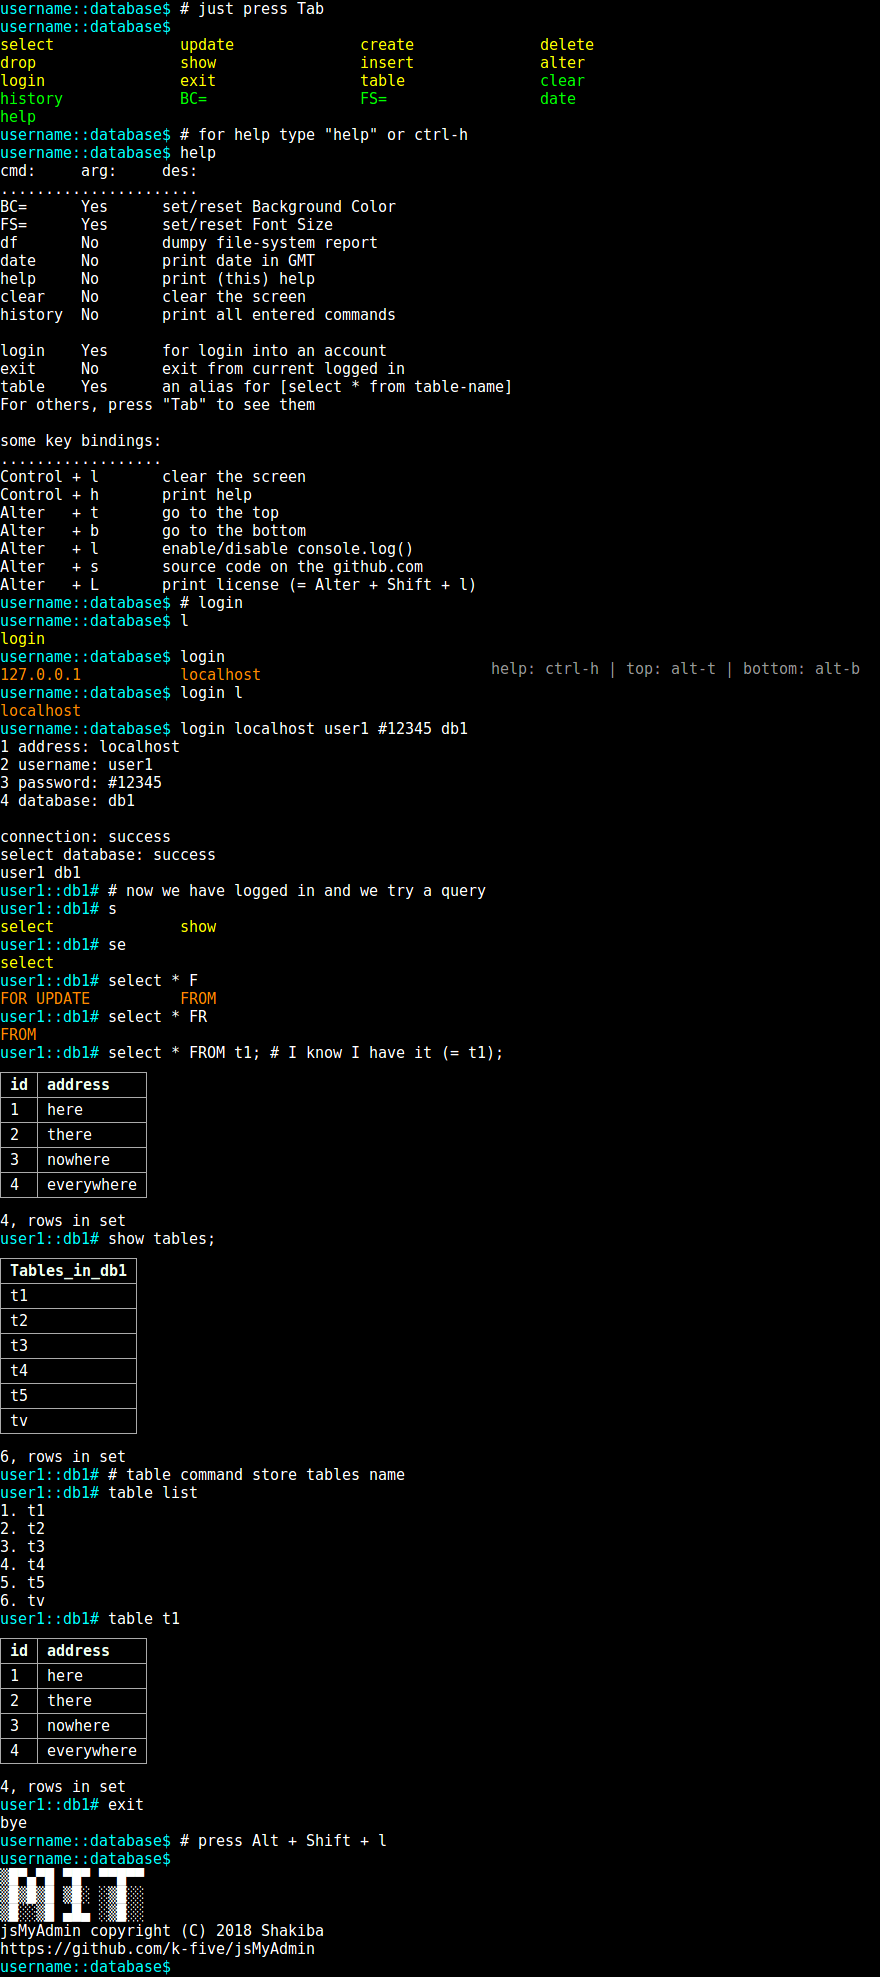 username::database$ # just press Tab
username::database$
select update create delete
drop show insert alter
login exit table clear
history BC= FS= date
help
username::database$ # for help type "help" or ctrl-h
username::database$ help
cmd: arg: des:
......................
BC= Yes set/reset Background Color
FS= Yes set/reset Font Size
df No dumpy file-system report
date No print date in GMT
help No print (this) help
clear No clear the screen
history No print all entered commands
login Yes for login into an account
exit No exit from current logged in
table Yes an alias for [select * from table-name]
For others, press "Tab" to see them
some key bindings:
..................
Control + l clear the screen
Control + h print help
Alter + t go to the top
Alter + b go to the bottom
Alter + l enable/disable console.log()
Alter + s source code on the github.com
Alter + L print license (= Alter + Shift + l)
username::database$ # login
username::database$ l
login
username::database$ login
127.0.0.1 localhost
help: ctrl-h | top: alt-t | bottom: alt-b
username::database$ login l
localhost
username::database$ login localhost user1 #12345 db1
1 address: localhost
2 username: user1
3 password: #12345
4 database: db1
connection: success
select database: success
user1 db1
user1::db1# # now we have logged in and we try a query
user1::db1# s
select show
user1::db1# se
select
user1::db1# select * F
FOR UPDATE FROM
user1::db1# select * FR
FROM
user1::db1# select * FROM t1; # I know I have it (= t1);
id address
1 here
2 there
3 nowhere
4 everywhere
4, rows in set
user1::db1# show tables;
Tables_in_db1
t1
t2
t3
t4
t5
tv
6, rows in set
user1::db1# # table command store tables name
user1::db1# table list
1. t1
2. t2
3. t3
4. t4
5. t5
6. tv
user1::db1# table t1
id address
1 here
2 there
3 nowhere
4 everywhere
4, rows in set
user1::db1# exit
bye
username::database$ # press Alt + Shift + l
username::database$
MIT
jsMyAdmin copyright (C) 2018 Shakiba
https://github.com/k-five/jsMyAdmin
username::database$